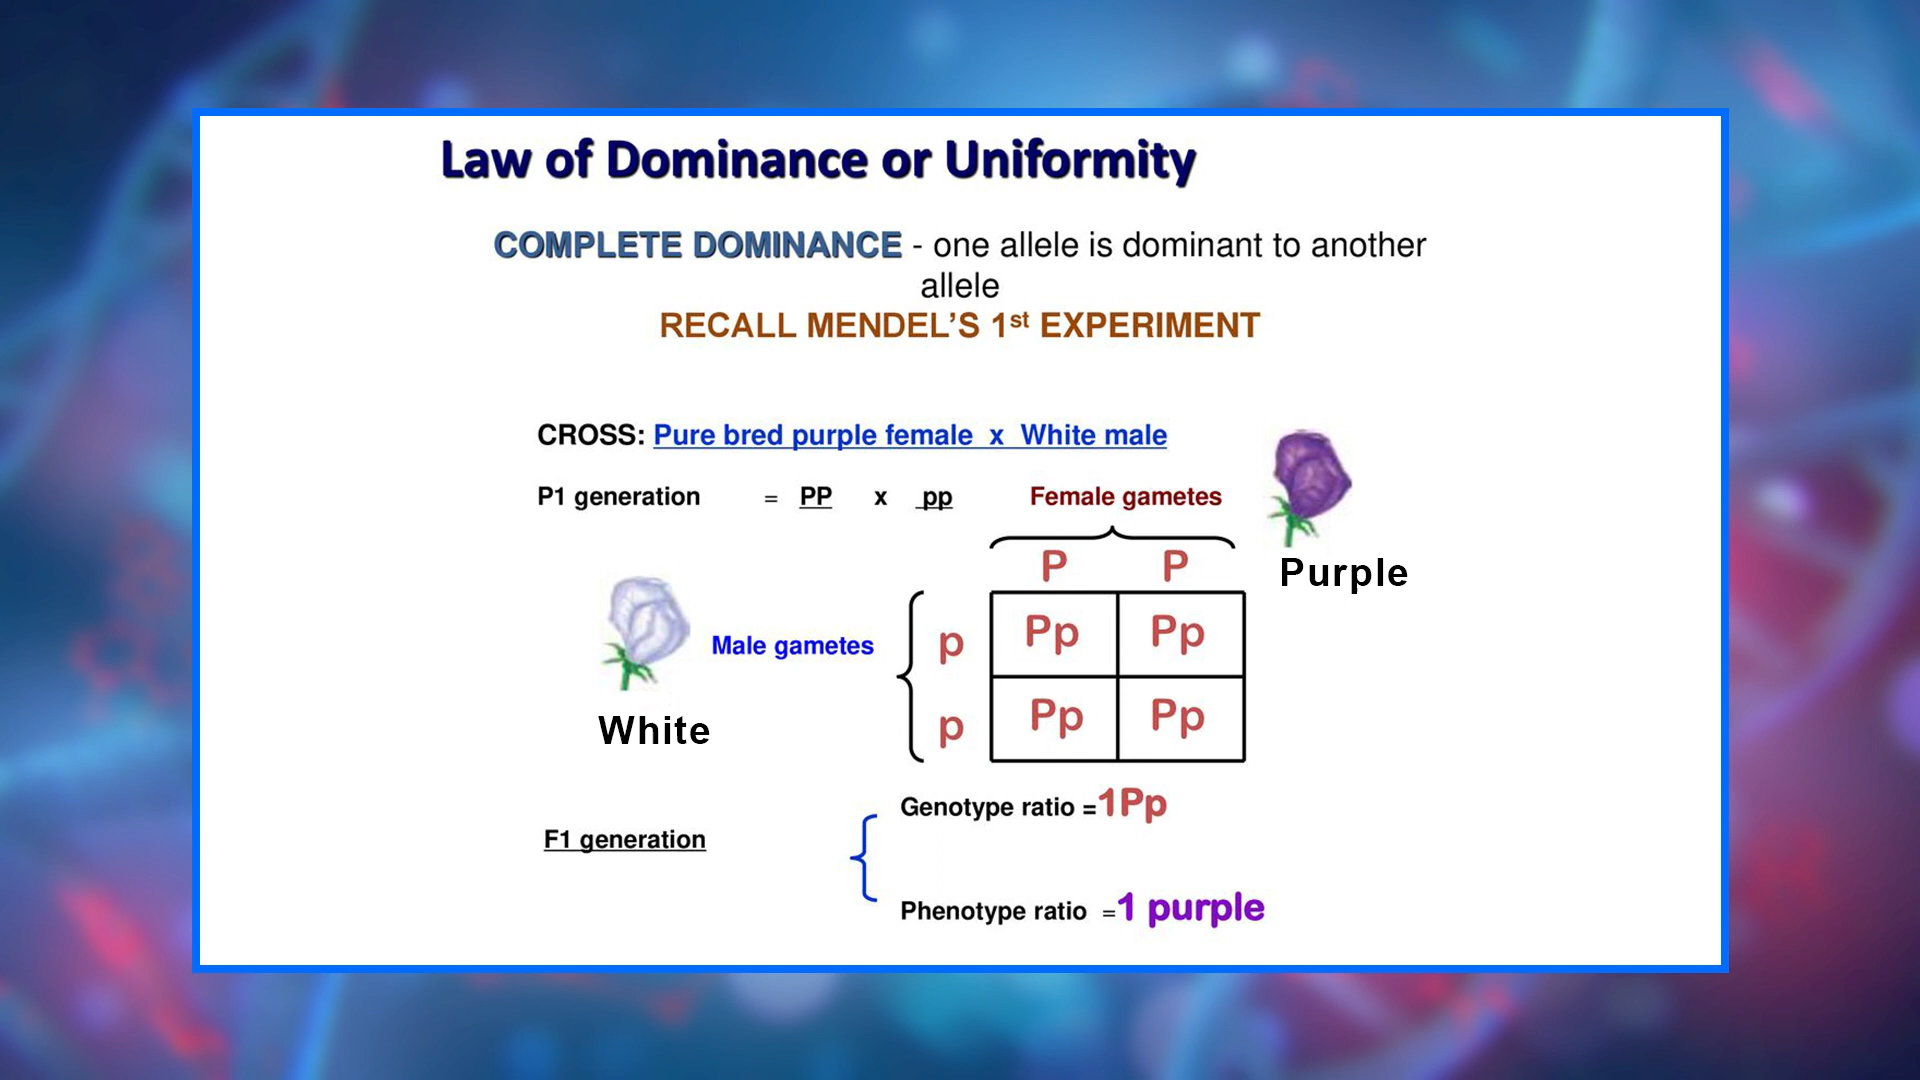 Law of Dominance or Uniformity
COMPLETE DOMINANCE - one allele is dominant to another
allele
RECALL MENDEL'S 1st EXPERIMENT
CROSS: Pure bred purple female x White male
P1 generation = PP x pp
Female gametes
P P
Purple
Male gametes
p Pp Pp
p Pp Pp
White
Genotype ratio =1Pp
F1 generation
Phenotype ratio =1 purple